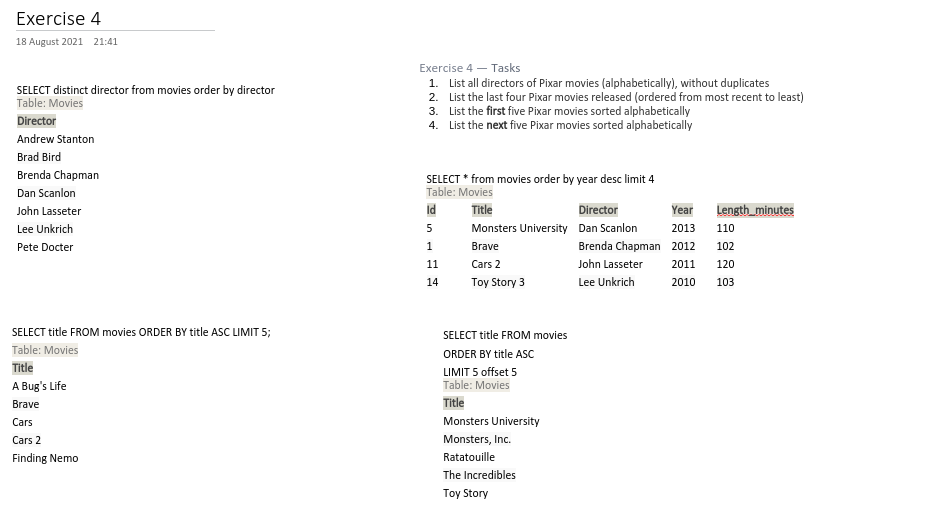 Exercise 4
18 August 2021 21:41
SELECT distinct director from movies order by director
Table: Movies
Director
Andrew Stanton
Brad Bird
Brenda Chapman
Dan Scanlon
John Lasseter
Lee Unkrich
Pete Docter
Exercise 4 — Tasks
1. List all directors of Pixar movies (alphabetically), without duplicates
2. List the last four Pixar movies released (ordered from most recent to least)
3. List the first five Pixar movies sorted alphabetically
4. List the next five Pixar movies sorted alphabetically
SELECT * from movies order by year desc limit 4
Table: Movies
Id Title Director Year Length_minutes
5 Monsters University Dan Scanlon 2013 110
1 Brave Brenda Chapman 2012 102
11 Cars 2 John Lasseter 2011 120
14 Toy Story 3 Lee Unkrich 2010 103
SELECT title FROM movies ORDER BY title ASC LIMIT 5;
Table: Movies
Title
A Bug's Life
Brave
Cars
Cars 2
Finding Nemo
SELECT title FROM movies
ORDER BY title ASC
LIMIT 5 offset 5
Table: Movies
Title
Monsters University
Monsters, Inc.
Ratatouille
The Incredibles
Toy Story